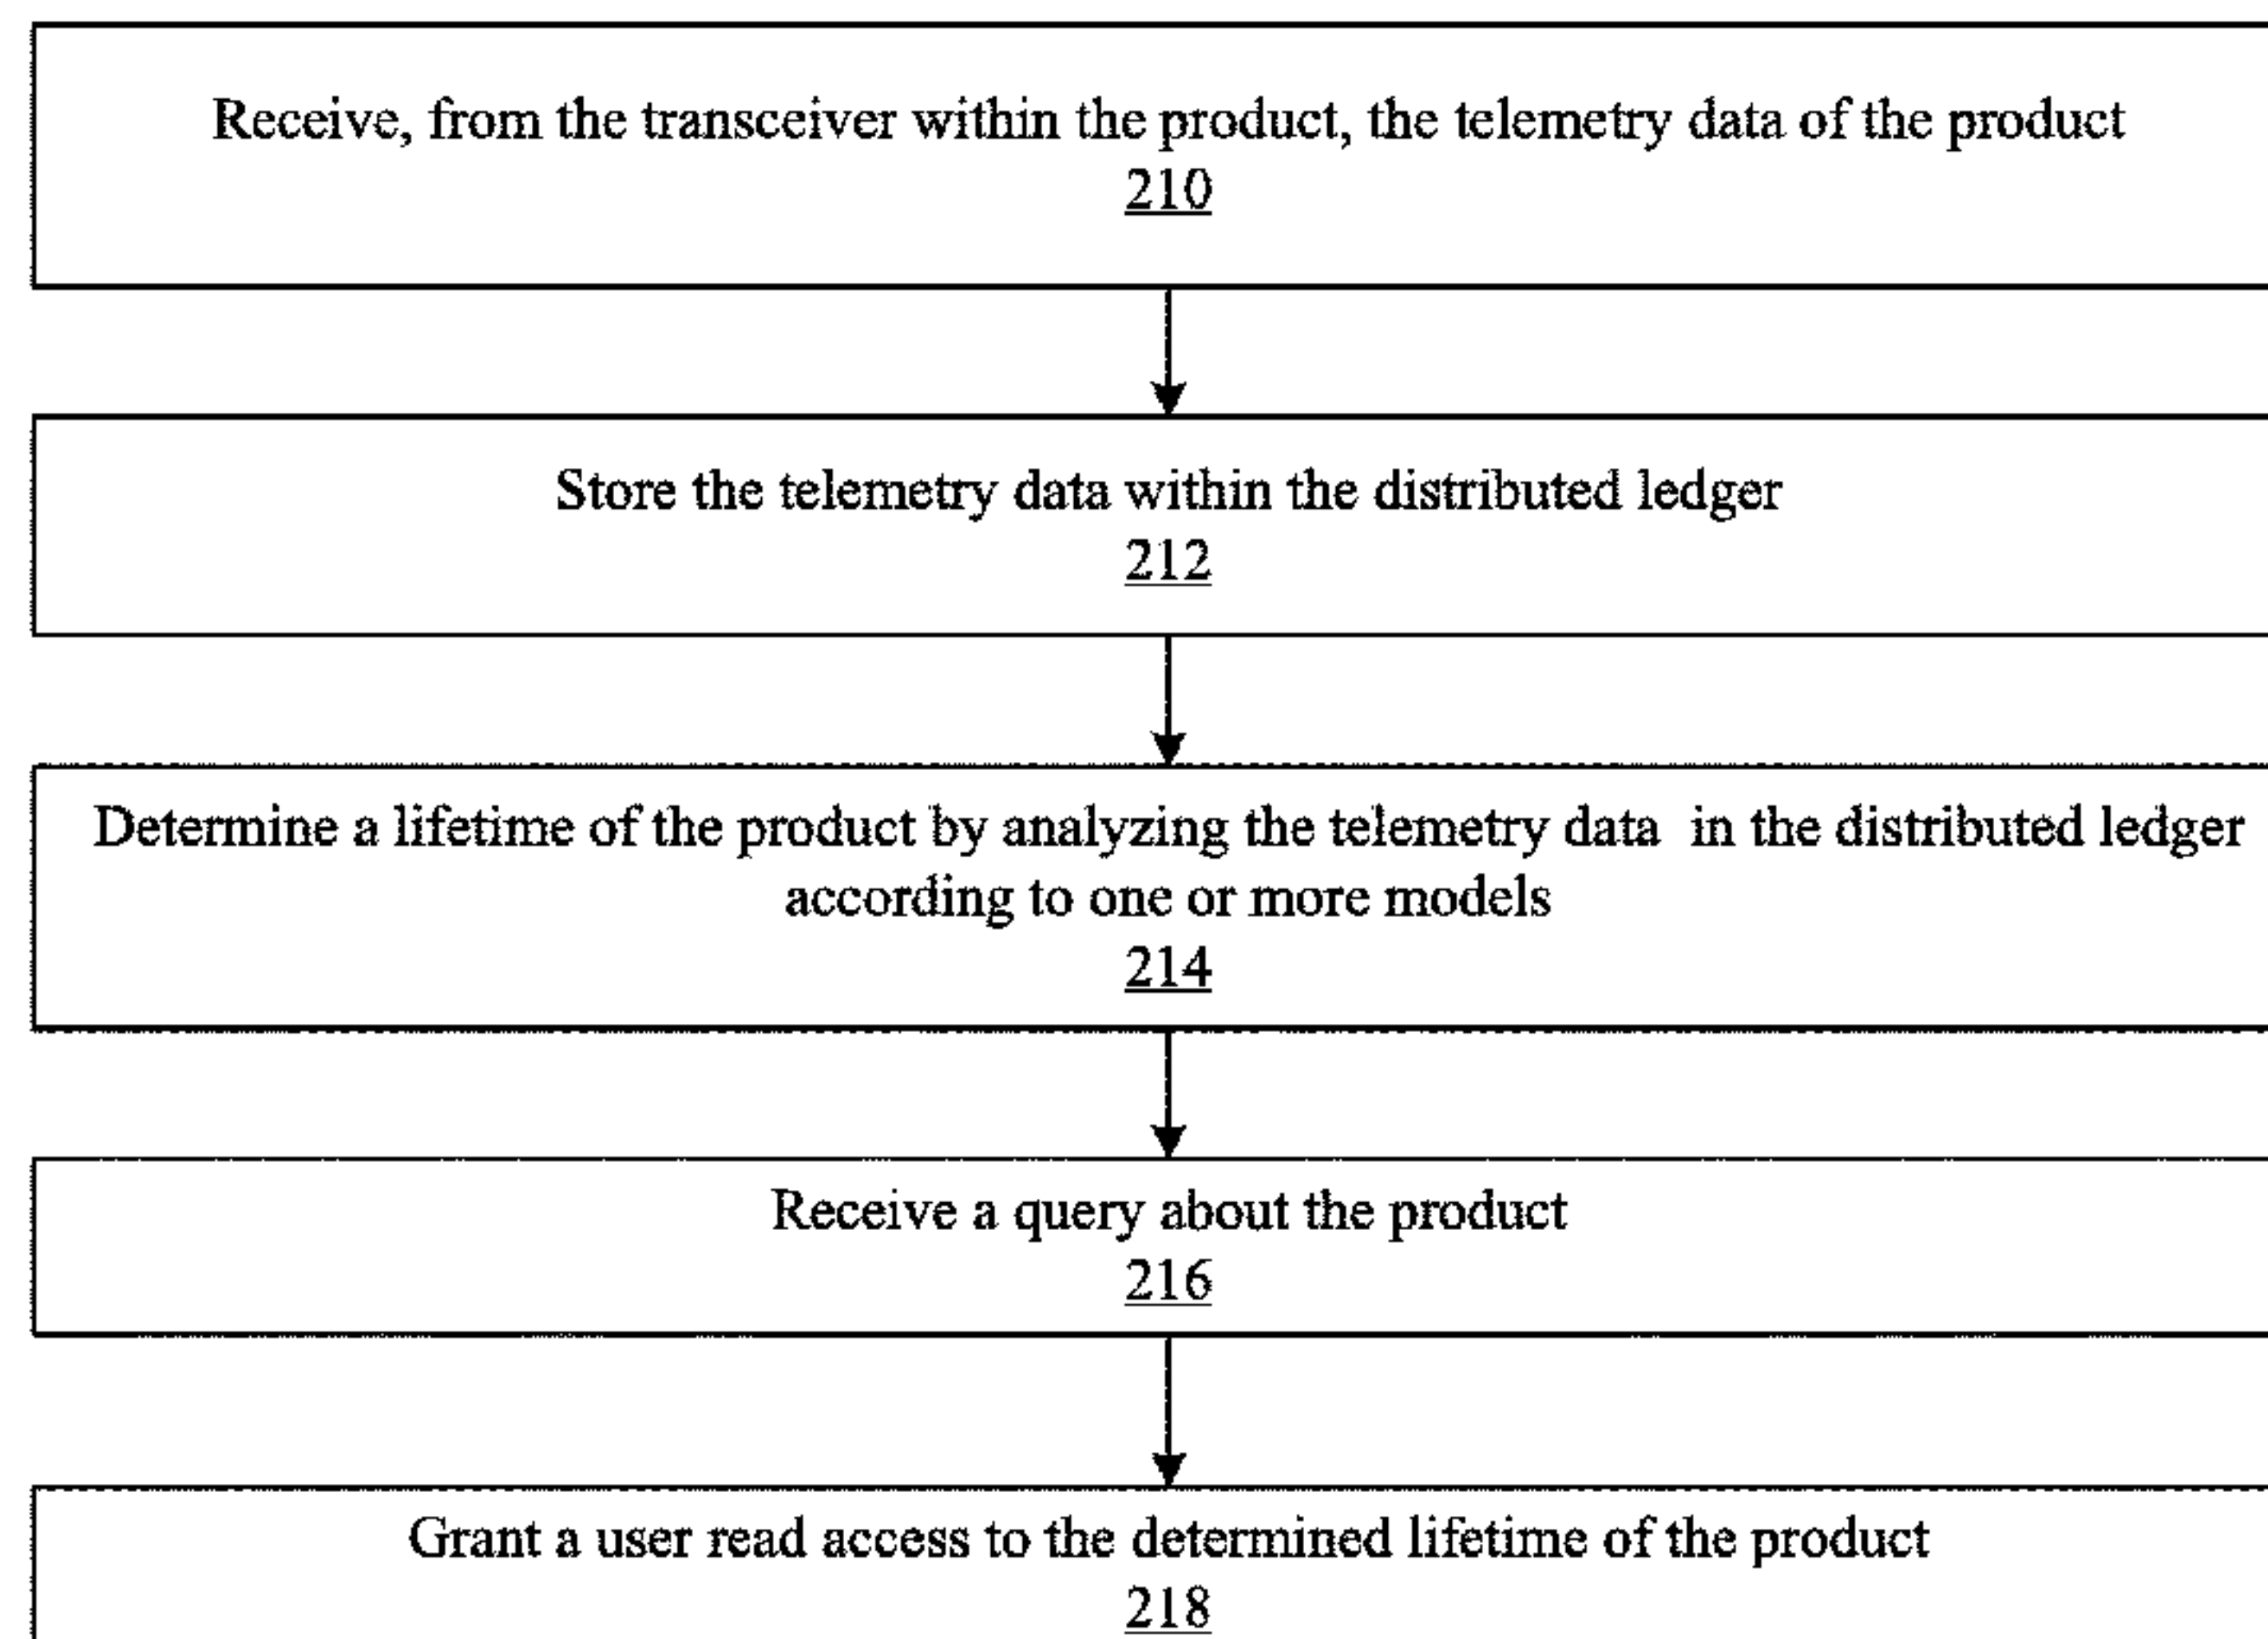 Receive, from the transceiver within the product, the telemetry data of the product
210
Store the telemetry data within the distributed ledger
212
Determine a lifetime of the product by analyzing the telemetry data in the distributed ledger
according to one or more models
214
Receive a query about the product
216
Grant a user read access to the determined lifetime of the product
218